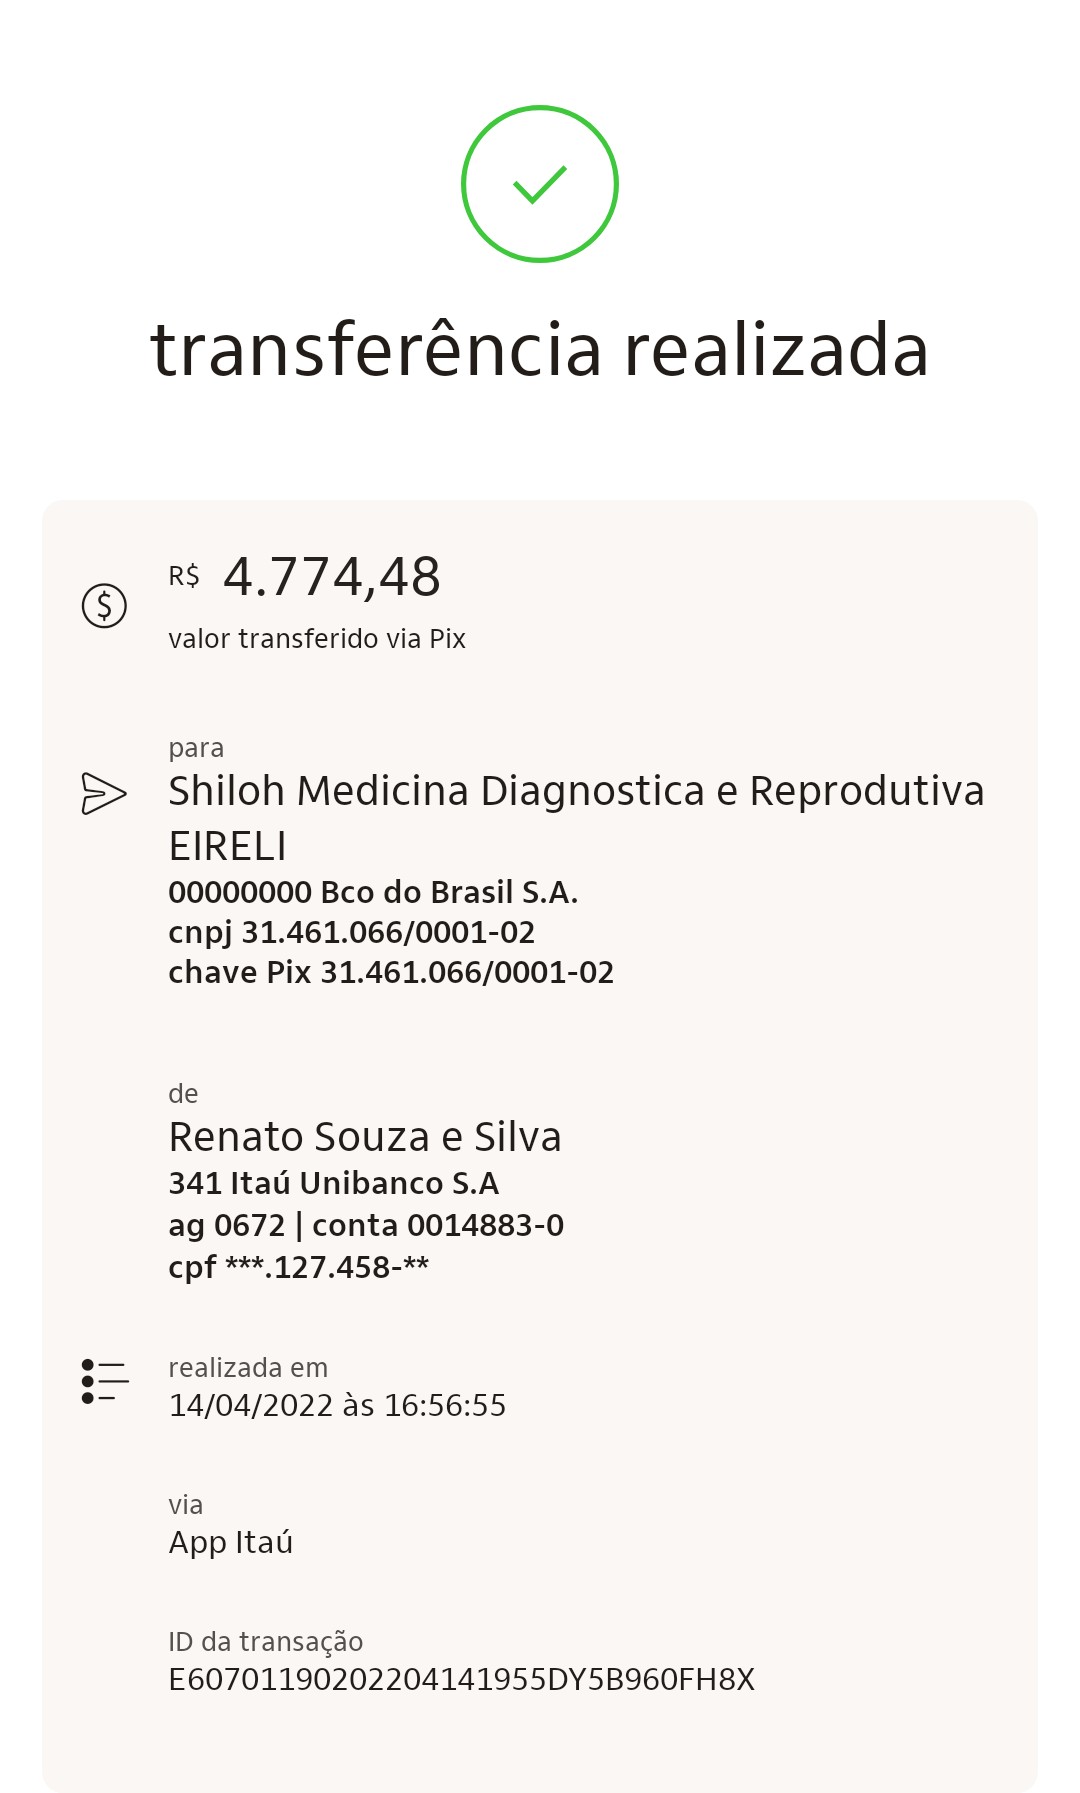 transferência realizada
R$ 4.774,48
valor transferido via Pix
para
Shiloh Medicina Diagnostica e Reprodutiva
EIRELI
00000000 Bco do Brasil S.A.
cnpj 31.461.066/0001-02
chave Pix 31.461.066/0001-02
de
Renato Souza e Silva
341 Itaú Unibanco S.A
ag 0672 | conta 0014883-0
cpf ***.127.458-**
realizada em
14/04/2022 às 16:56:55
via
App Itaú
ID da transação
E60701190202204141955DY5B960FH8X